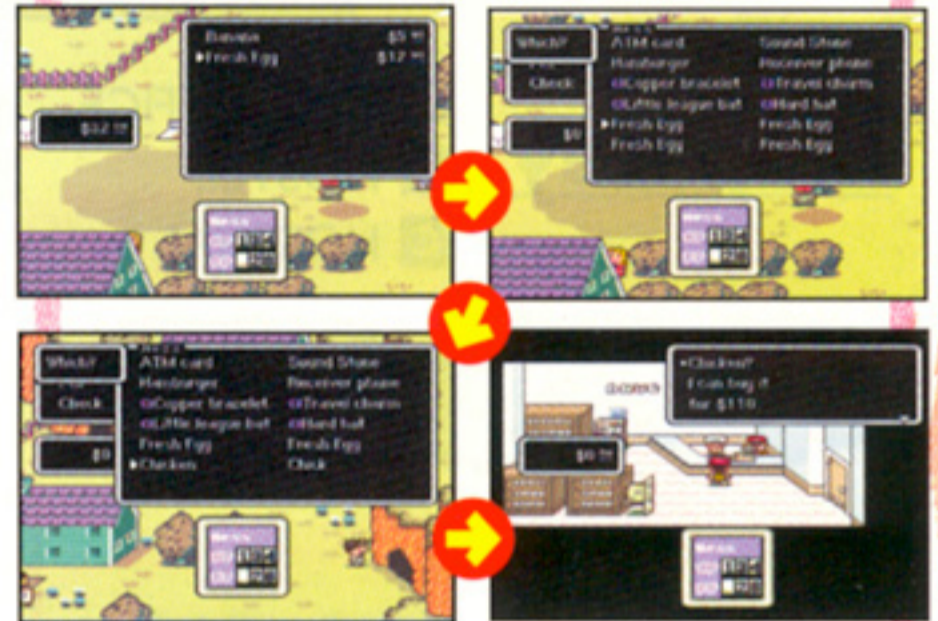 Banana $5
Fresh Egg $12
Which?
ATM card Sound Stone
Hamburger Receiver phone
Check
Copper bracelet Travel charm
Little league bat Hard hat
Fresh Egg Fresh Egg
Fresh Egg Fresh Egg
$0
Ness
Which?
ATM card Sound Stone
Hamburger Receiver phone
Check
Copper bracelet Travel charm
Little league bat Hard hat
Fresh Egg Fresh Egg
$0
Chicken Chick
Chicken?
I can buy it
for $110